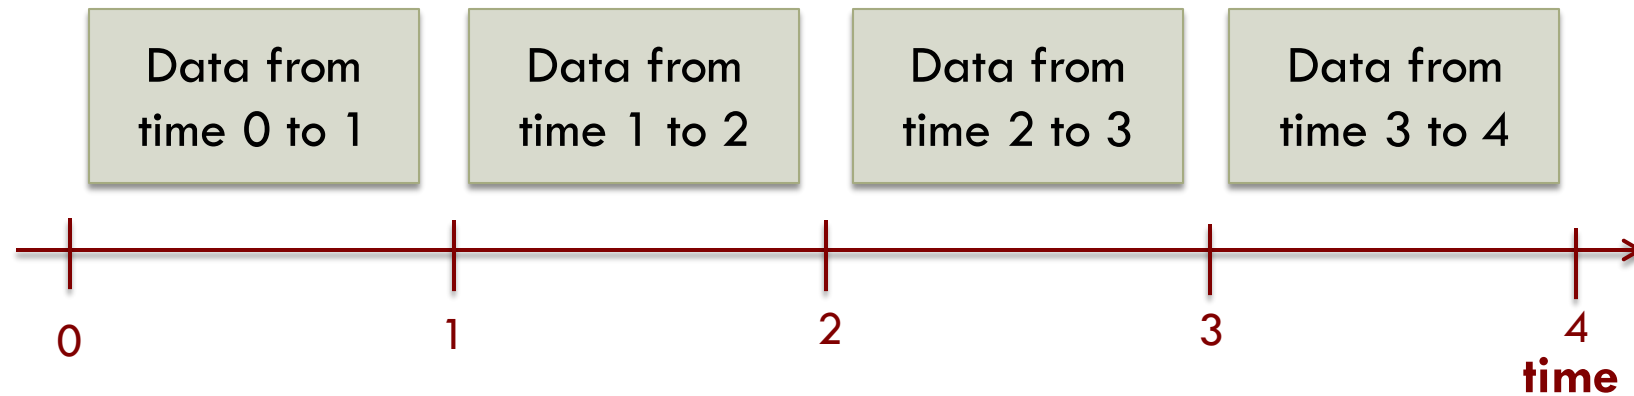 Data from
time 0 to 1
Data from
time 1 to 2
Data from
time 2 to 3
Data from
time 3 to 4
0
1
2
3
4
time